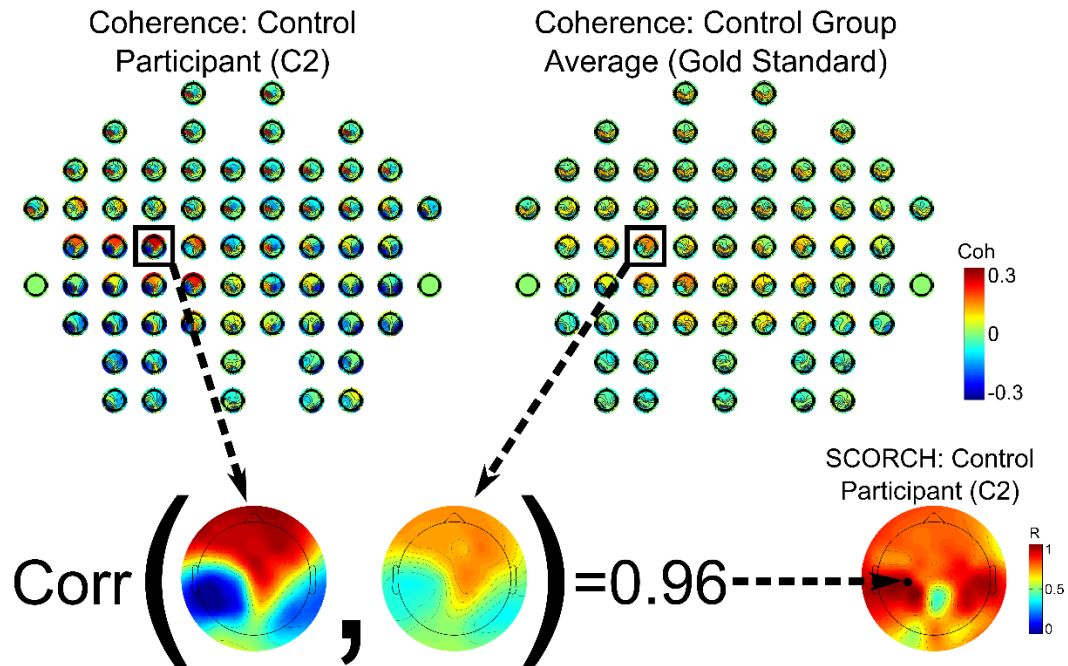 Coherence: Control
Participant (C2)
Coherence: Control Group
Average (Gold Standard)
Coh
0.3
0
-0.3
SCORCH: Control
Participant (C2)
R
1
0.5
0
Corr ( , ) =0.96